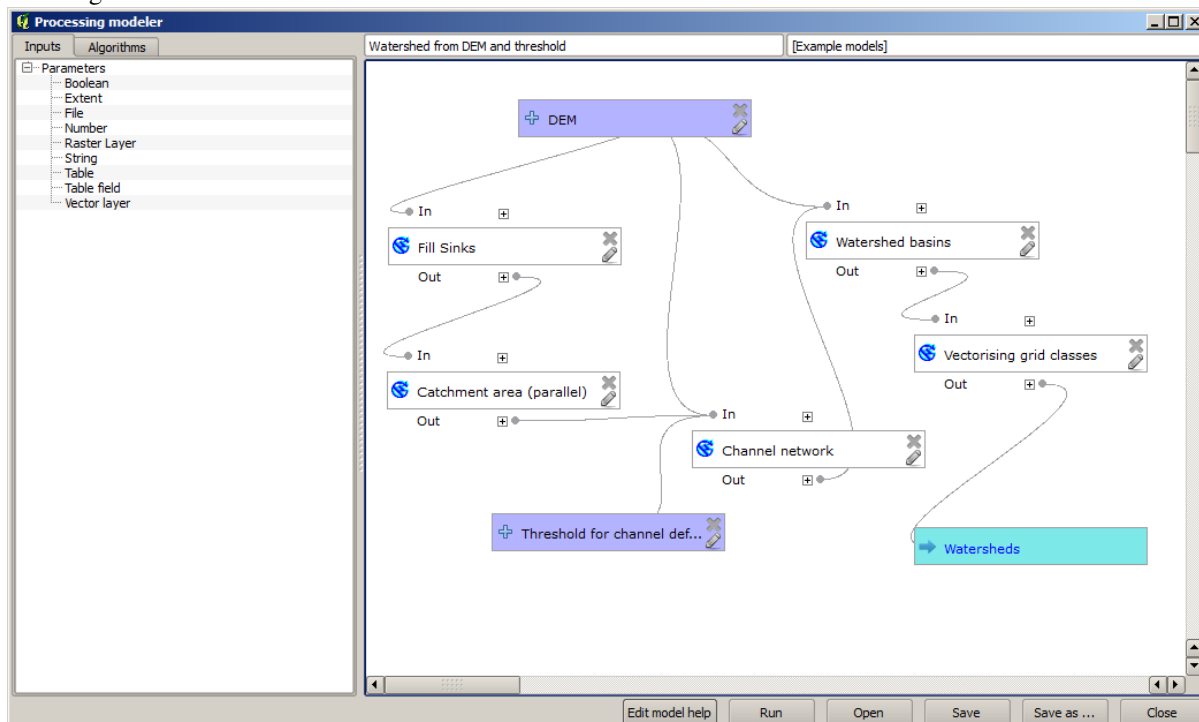 Processing modeler
Inputs
Algorithms
Watershed from DEM and threshold
[Example models]
Parameters
Boolean
Extent
File
Number
Raster Layer
String
Table
Table field
Vector layer
DEM
In
Fill Sinks
Out
In
Watershed basins
Out
In
Vectorising grid classes
Out
In
Catchment area (parallel)
Out
In
Channel network
Out
Threshold for channel def...
Watersheds
Edit model help
Run
Open
Save
Save as ...
Close